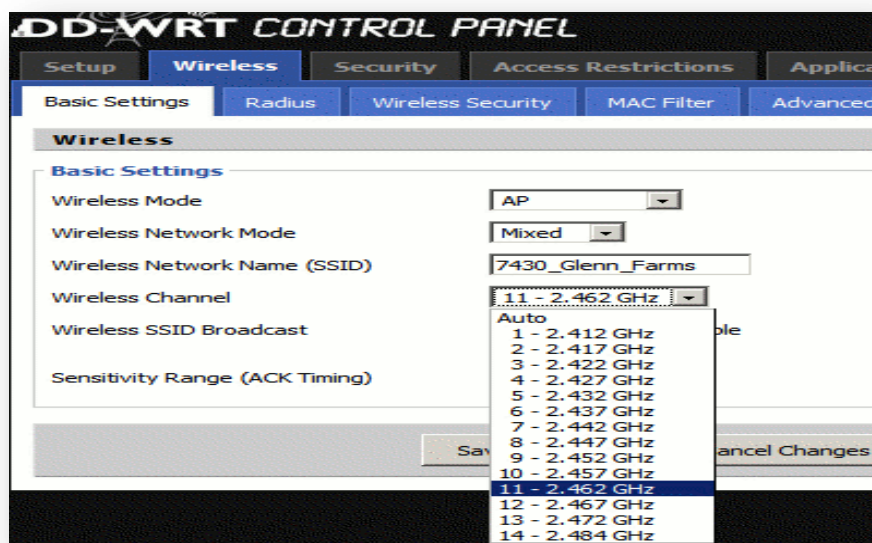 DD-WRT CONTROL PANEL
Setup Wireless Security Access Restrictions Applica
Basic Settings Radius Wireless Security MAC Filter Advanced
Wireless
Basic Settings
Wireless Mode AP
Wireless Network Mode Mixed
Wireless Network Name (SSID) 7430_Glenn_Farms
Wireless Channel 11 - 2.462 GHz
Wireless SSID Broadcast ble
Sensitivity Range (ACK Timing)
Auto
1 - 2.412 GHz
2 - 2.417 GHz
3 - 2.422 GHz
4 - 2.427 GHz
5 - 2.432 GHz
6 - 2.437 GHz
7 - 2.442 GHz
8 - 2.447 GHz
9 - 2.452 GHz
10 - 2.457 GHz
11 - 2.462 GHz
12 - 2.467 GHz
13 - 2.472 GHz
14 - 2.484 GHz
Sa ancel Changes